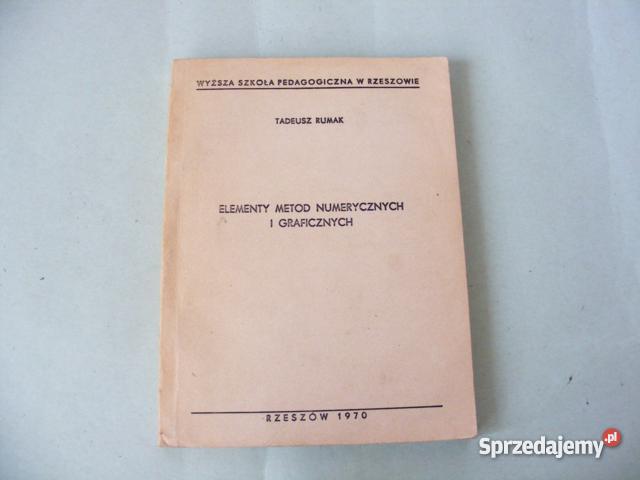 WYŻSZA SZKOŁA PEDAGOGICZNA W RZESZOWIE
TADEUSZ RUMAK
ELEMENTY METOD NUMERYCZNYCH
I GRAFICZNYCH
RZESZÓW 1970
Sprzedajemy.pl